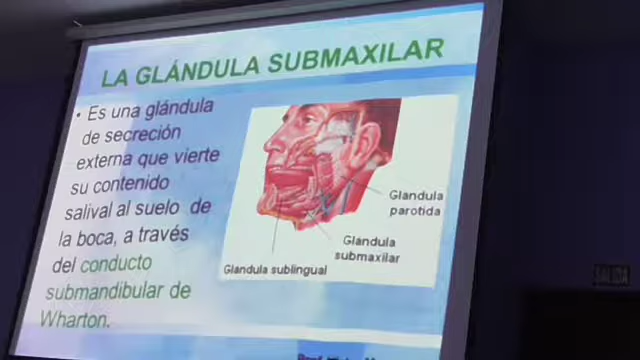 LA GLÁNDULA SUBMAXILAR
• Es una glándula
de secreción
externa que vierte
su contenido
salival al suelo de
la boca, a través
del conducto
submandibular de
Wharton.
Glandula
parotida
Glandula
submaxilar
Glandula sublingual
SALIDA